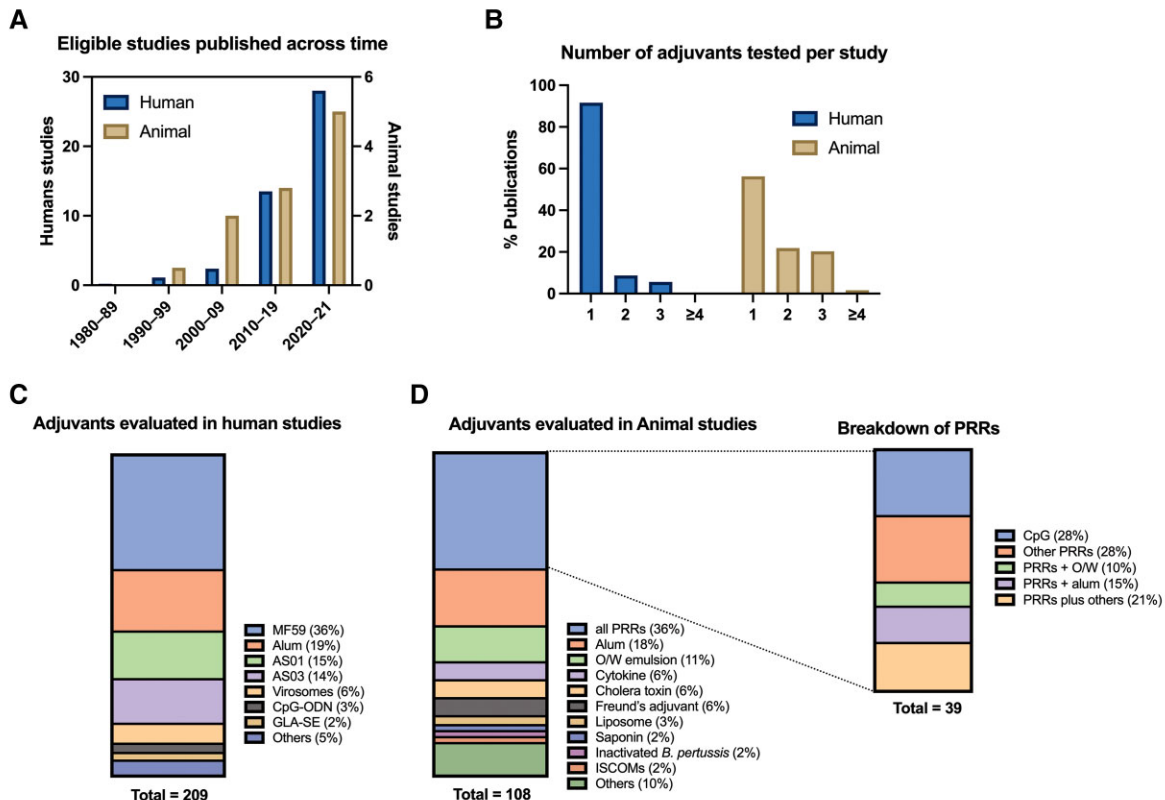 A
Eligible studies published across time
30
20
10
0
Humans studies
Human
Animal
6
4
2
0
Animal studies
1980–89
1990–99
2000–09
2010–19
2020–21
B
Number of adjuvants tested per study
100
80
60
40
20
0
% Publications
Human
Animal
1 2 3 ≥4 1 2 3 ≥4
C
Adjuvants evaluated in human studies
MF59 (36%)
Alum (19%)
AS01 (15%)
AS03 (14%)
Virosomes (6%)
CpG-ODN (3%)
GLA-SE (2%)
Others (5%)
Total = 209
D
Adjuvants evaluated in Animal studies
all PRRs (36%)
Alum (18%)
O/W emulsion (11%)
Cytokine (6%)
Cholera toxin (6%)
Freund's adjuvant (6%)
Liposome (3%)
Saponin (2%)
Inactivated B. pertussis (2%)
ISCOMs (2%)
Others (10%)
Total = 108
Breakdown of PRRs
CpG (28%)
Other PRRs (28%)
PRRs + O/W (10%)
PRRs + alum (15%)
PRRs plus others (21%)
Total = 39